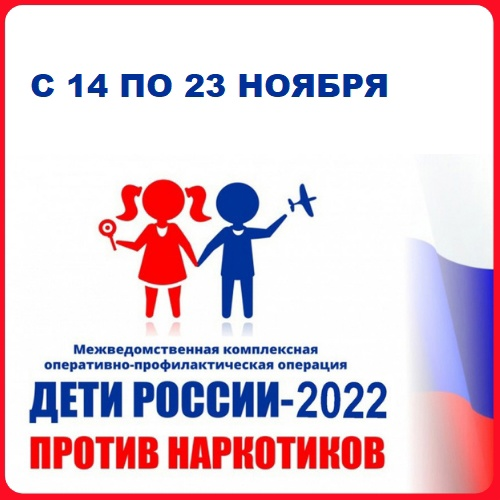 С 14 ПО 23 НОЯБРЯ
Межведомственная комплексная
оперативно-профилактическая операция
ДЕТИ РОССИИ-2022
ПРОТИВ НАРКОТИКОВ